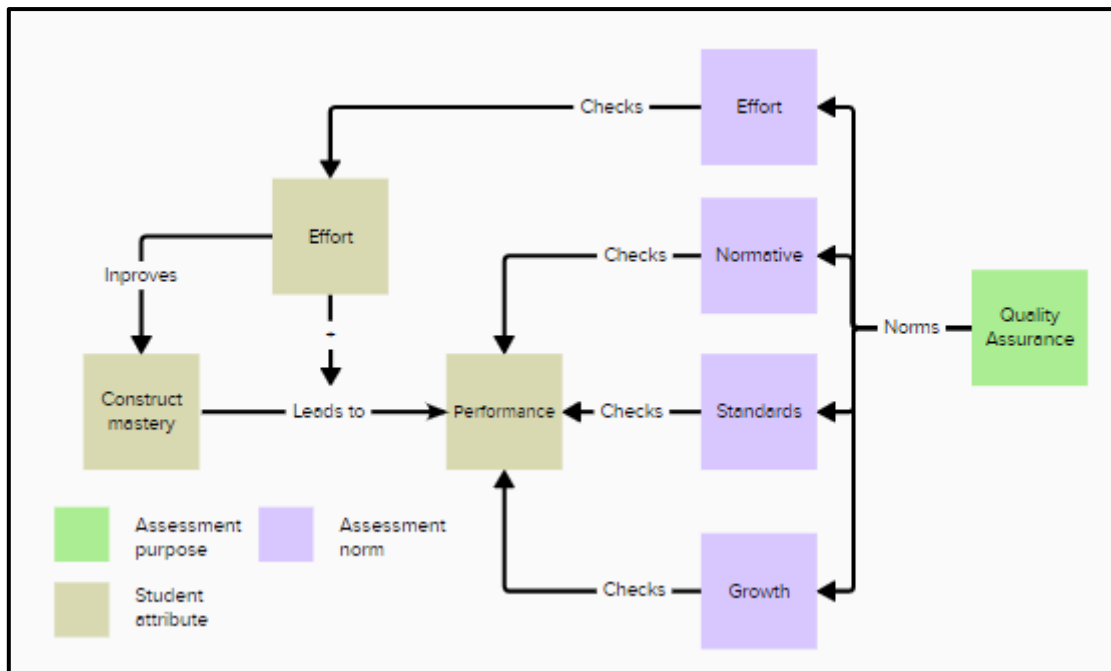 Checks
Effort
Effort
Checks
Normative
Inproves
Norms
Quality
Assurance
+
Construct
mastery
Leads to
Performance
Checks
Standards
Assessment
purpose
Assessment
norm
Checks
Growth
Student
attribute